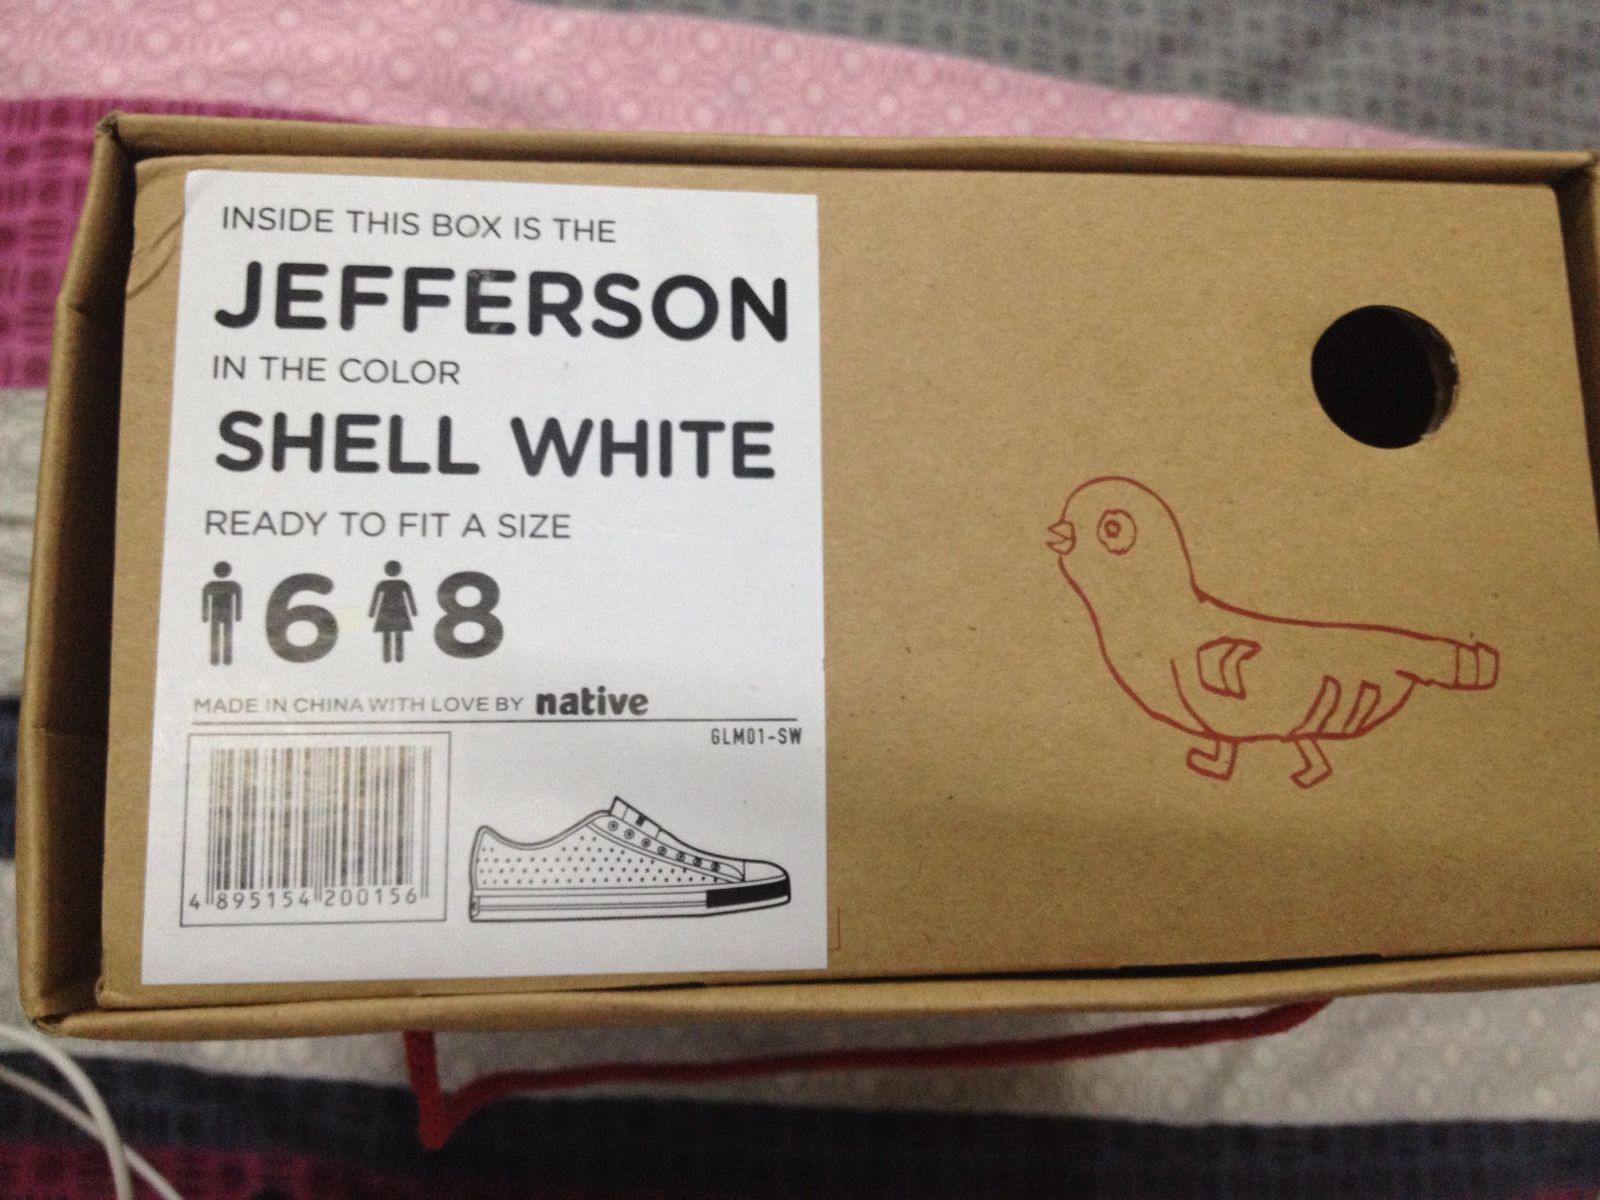 INSIDE THIS BOX IS THE
JEFFERSON
IN THE COLOR
SHELL WHITE
READY TO FIT A SIZE
6 8
MADE IN CHINA WITH LOVE BY native
GLM01-SW
4 895154 200156